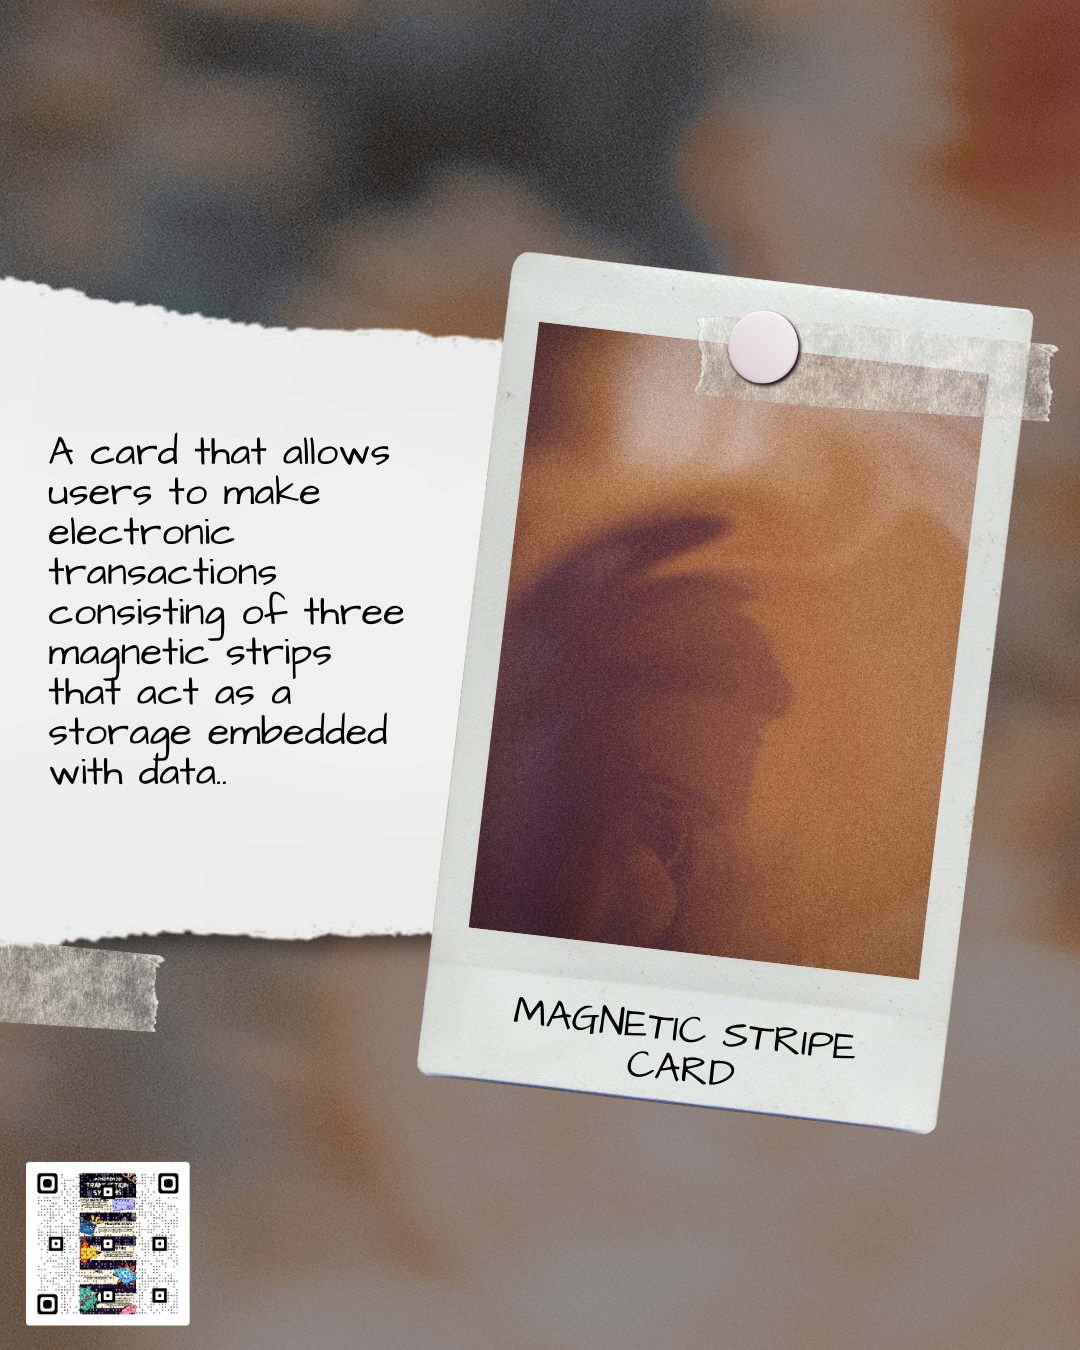 A card that allows
users to make
electronic
transactions
consisting of three
magnetic strips
that act as a
storage embedded
with data..
MAGNETIC STRIPE
CARD